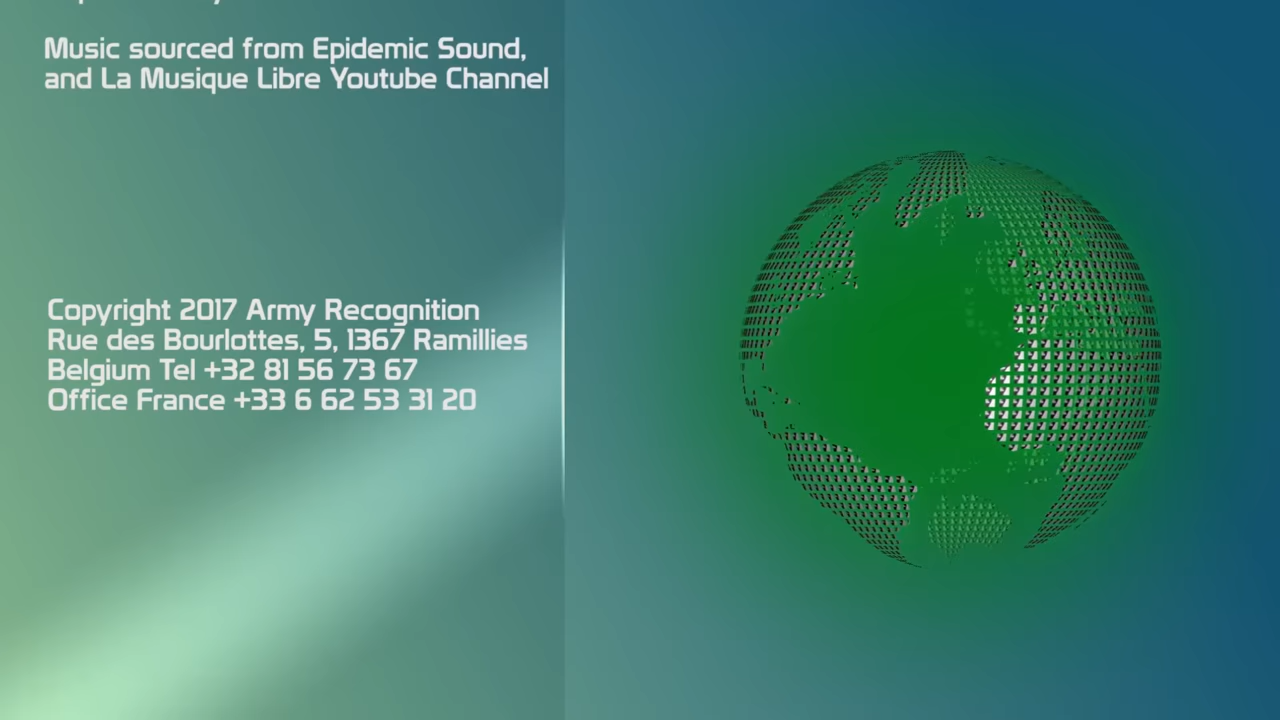 Music sourced from Epidemic Sound,
and La Musique Libre Youtube Channel
Copyright 2017 Army Recognition
Rue des Bourlottes, 5, 1367 Ramillies
Belgium Tel +32 81 56 73 67
Office France +33 6 62 53 31 20